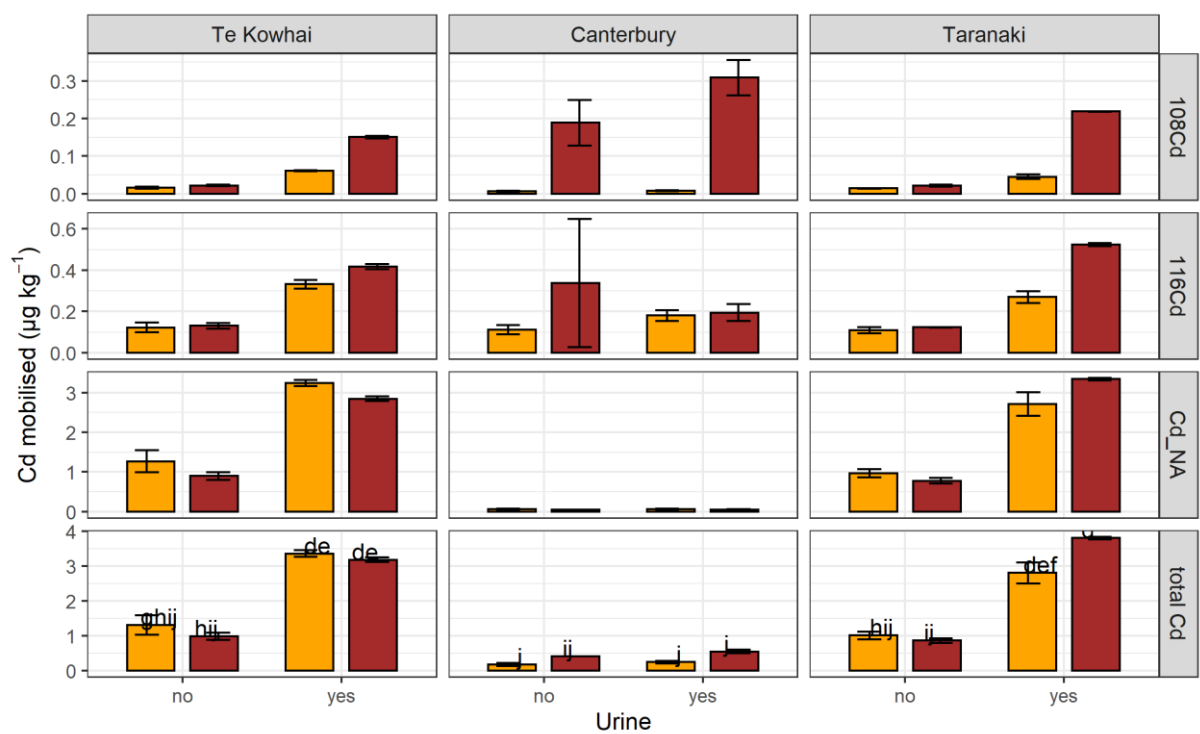 Te Kowhai Canterbury Taranaki
0.3
0.2
0.1
0.0
108Cd
0.6
0.4
0.2
0.0
116Cd
3
2
1
0
Cd_NA
4
3
2
1
0
total Cd
ghij hij de de
j ij j j
hij ij def d
no yes no yes no yes
Cd mobilised (µg kg⁻¹)
Urine